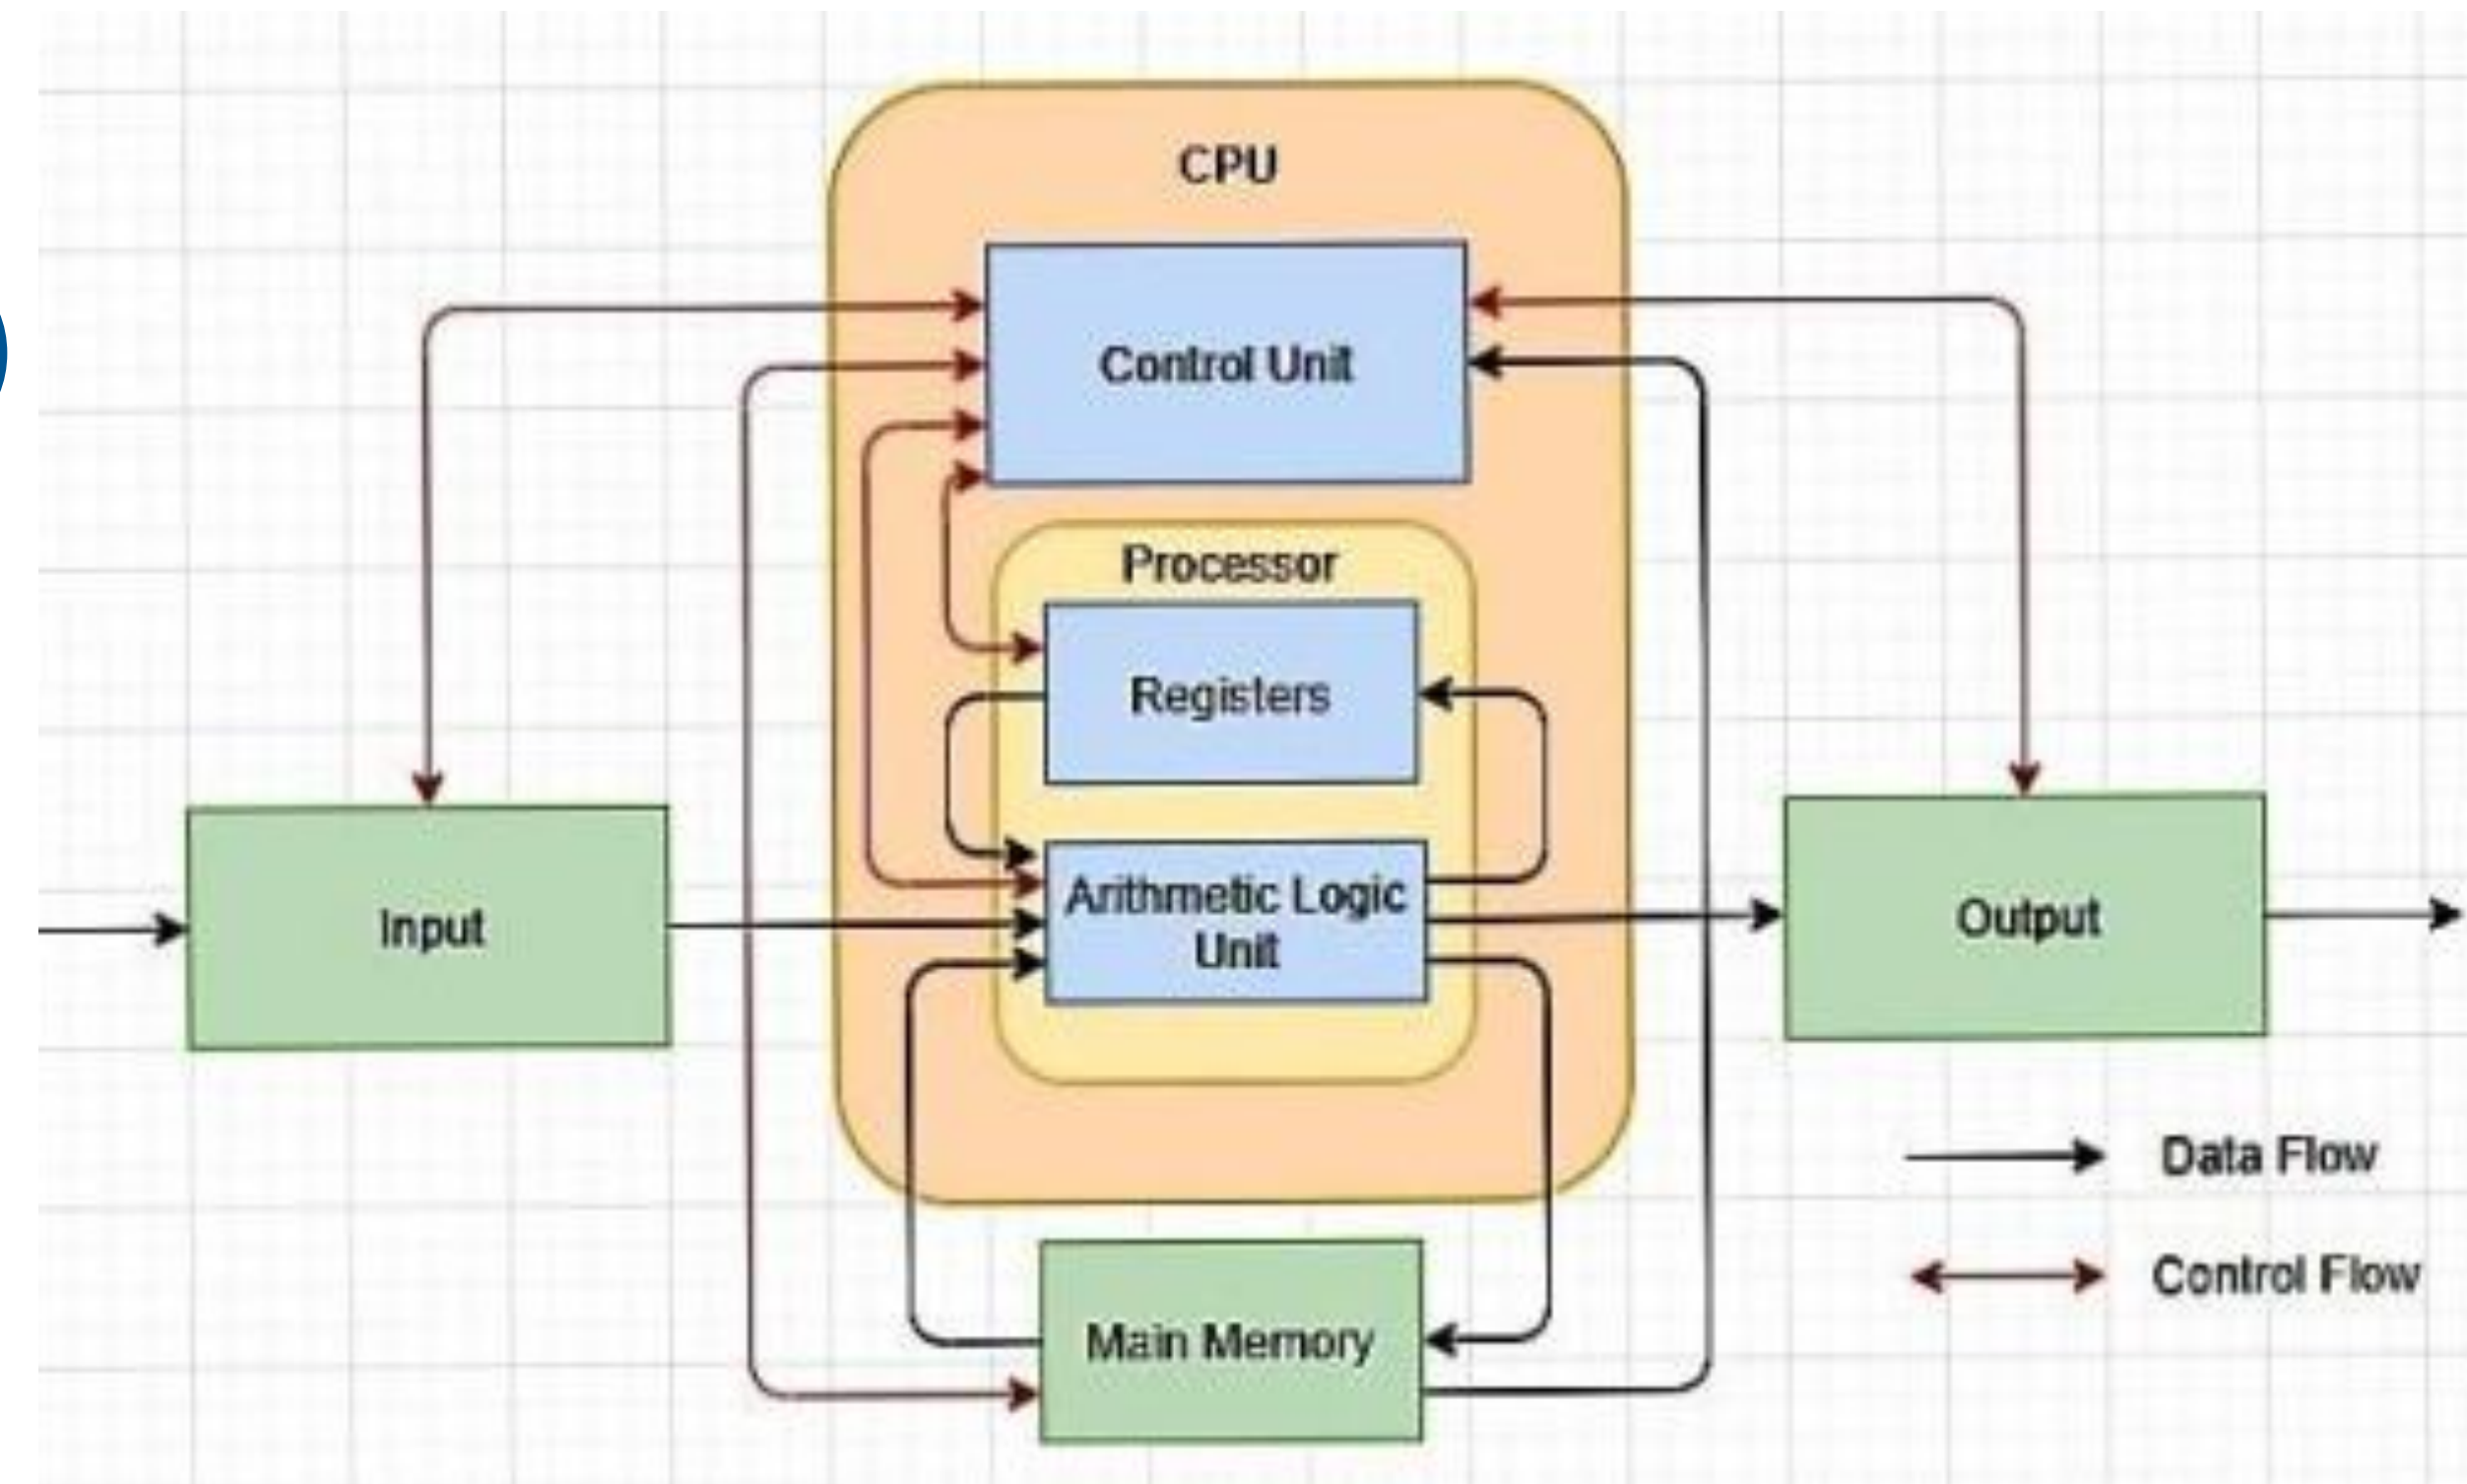 CPU
Control Unit
Processor
Registers
Arithmetic Logic
Unit
Input
Output
Main Memory
Data Flow
Control Flow